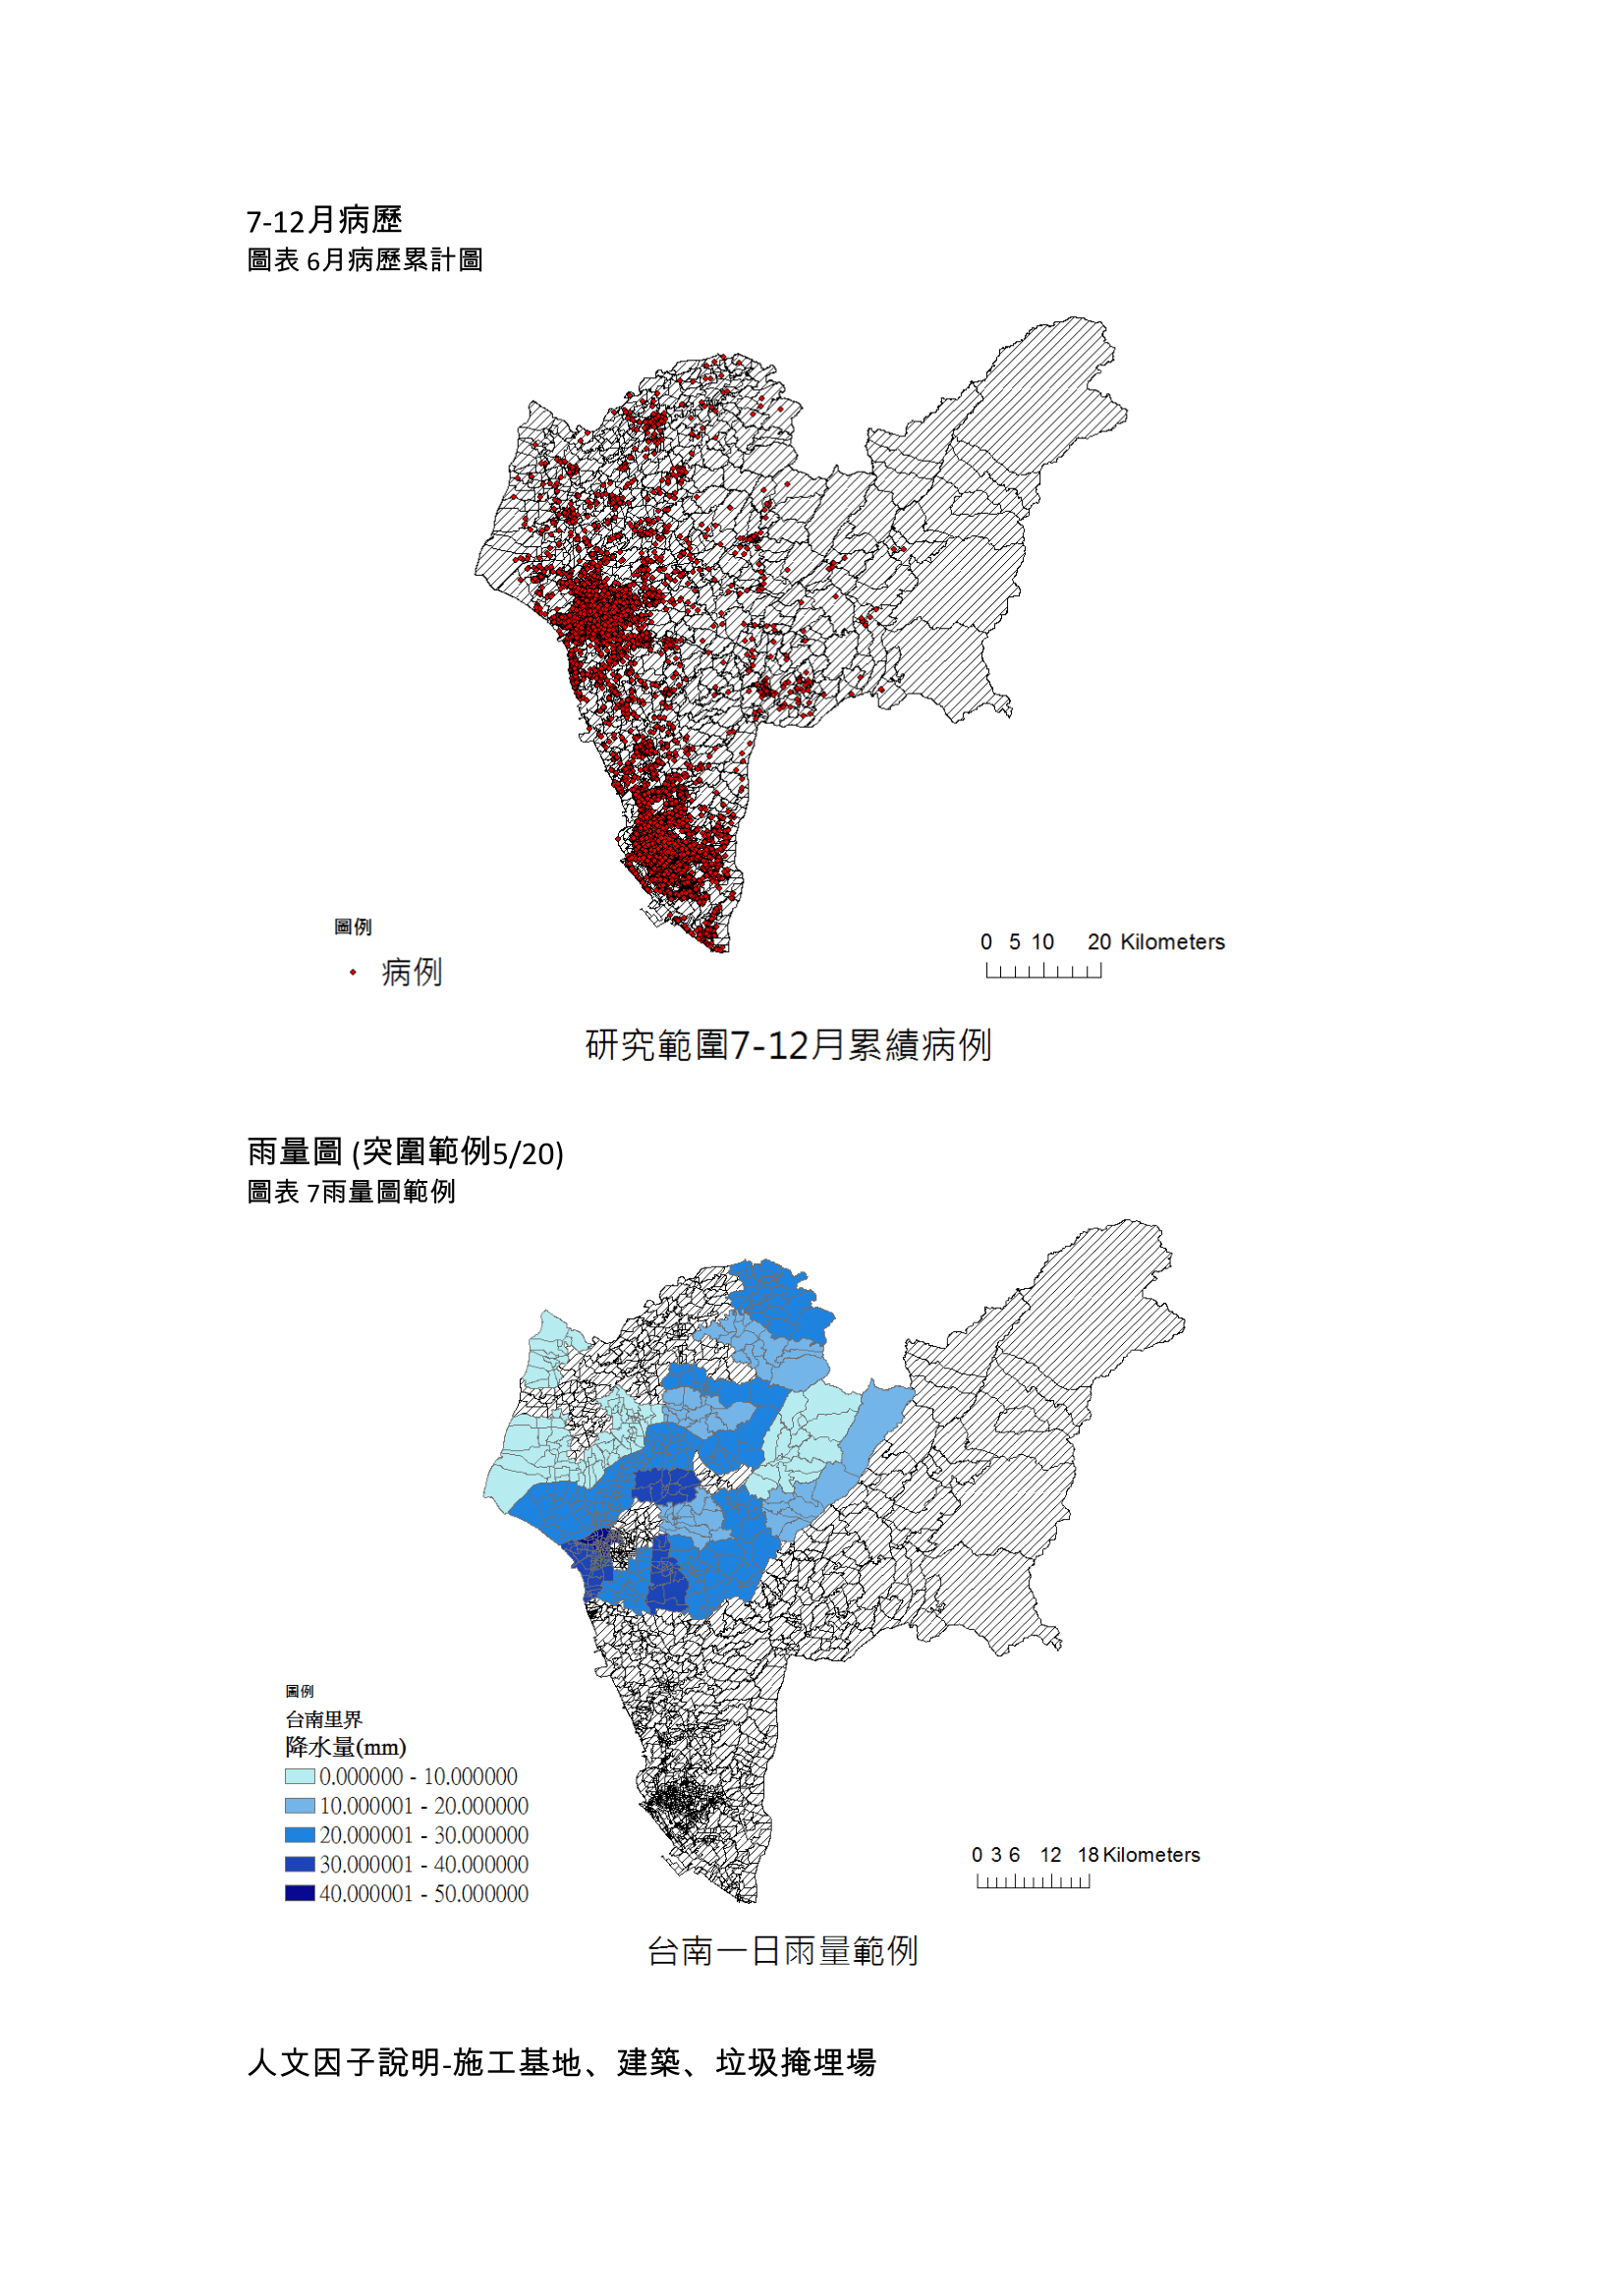 7-12月病歷
圖表 6月病歷累計圖
圖例
病例
0 5 10 20 Kilometers
研究範圍7-12月累績病例
雨量圖 (突圍範例5/20)
圖表 7雨量圖範例
圖例
台南里界
降水量(mm)
0.000000 - 10.000000
10.000001 - 20.000000
20.000001 - 30.000000
30.000001 - 40.000000
40.000001 - 50.000000
0 3 6 12 18 Kilometers
台南一日雨量範例
人文因子說明-施工基地、建築、垃圾掩埋場